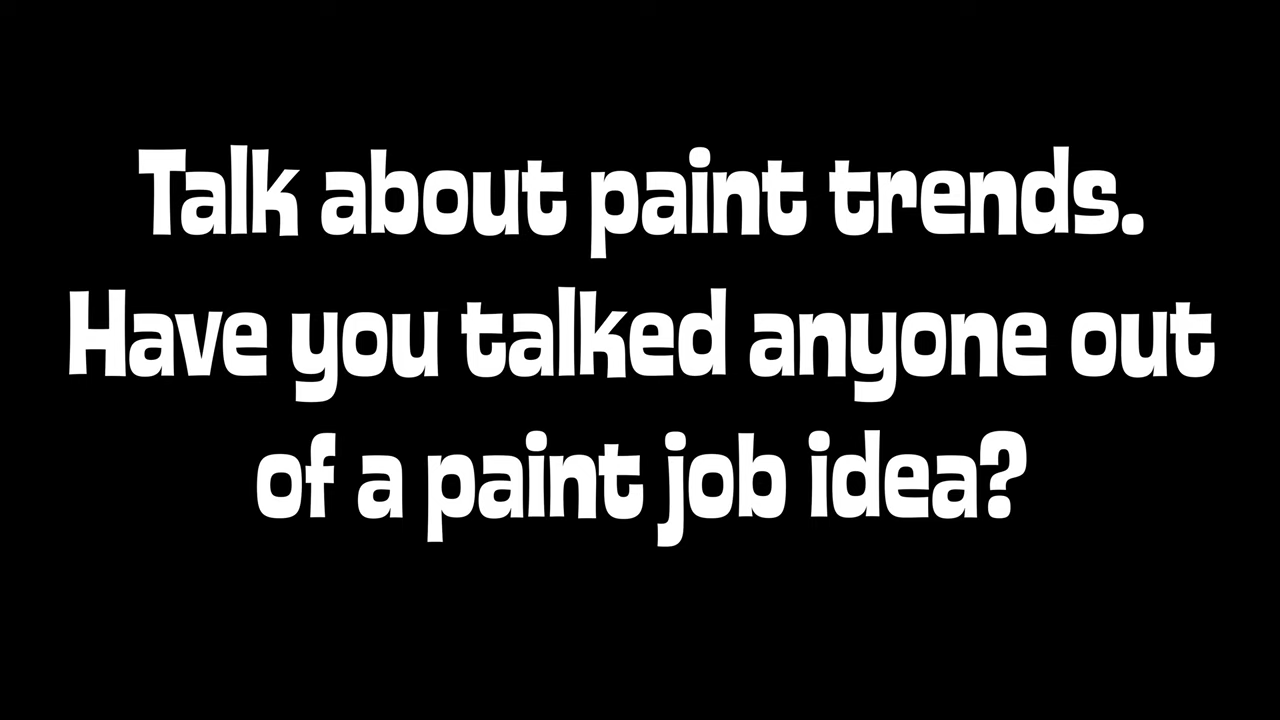 Talk about paint trends.
Have you talked anyone out
of a paint job idea?